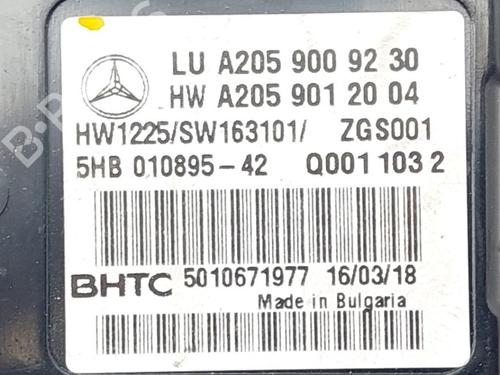 LU A205 900 92 30
HW A205 901 20 04
HW1225/SW163101/ ZGS001
5HB 010895-42 Q001 103 2
BHTC 5010671977 16/03/18
Made in Bulgaria